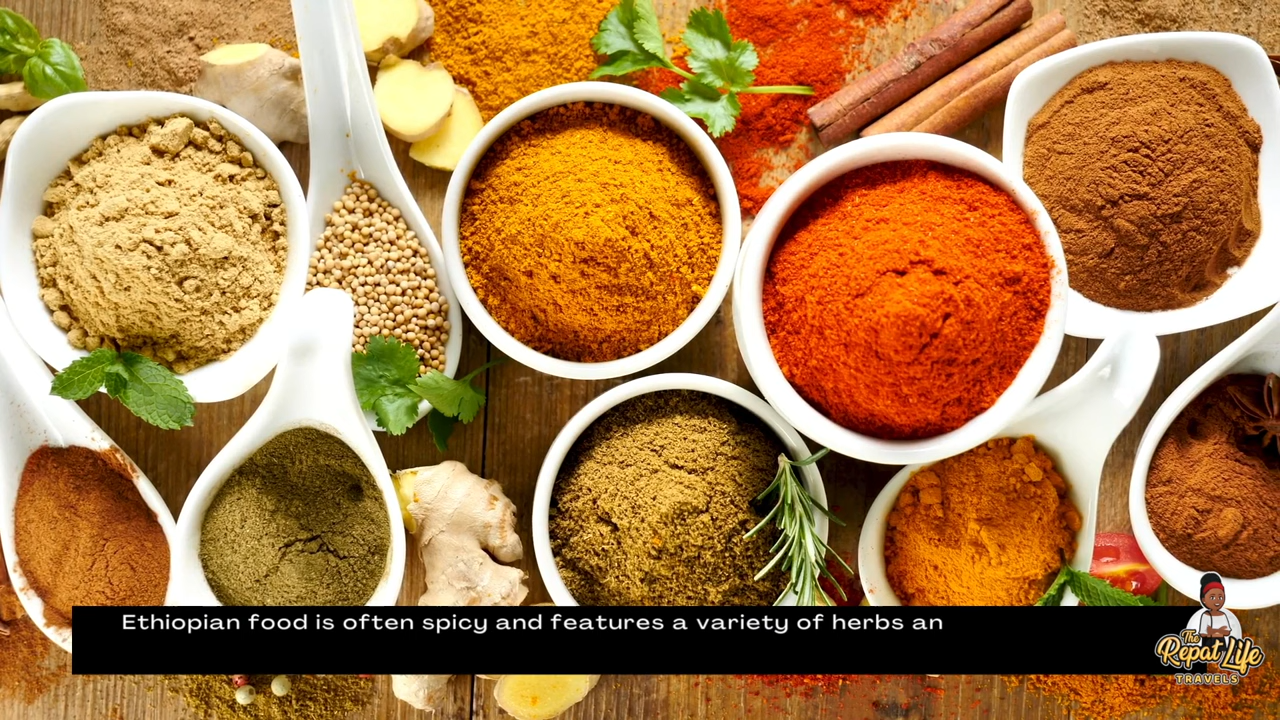 Ethiopian food is often spicy and features a variety of herbs an
The
Repat Life
TRAVELS